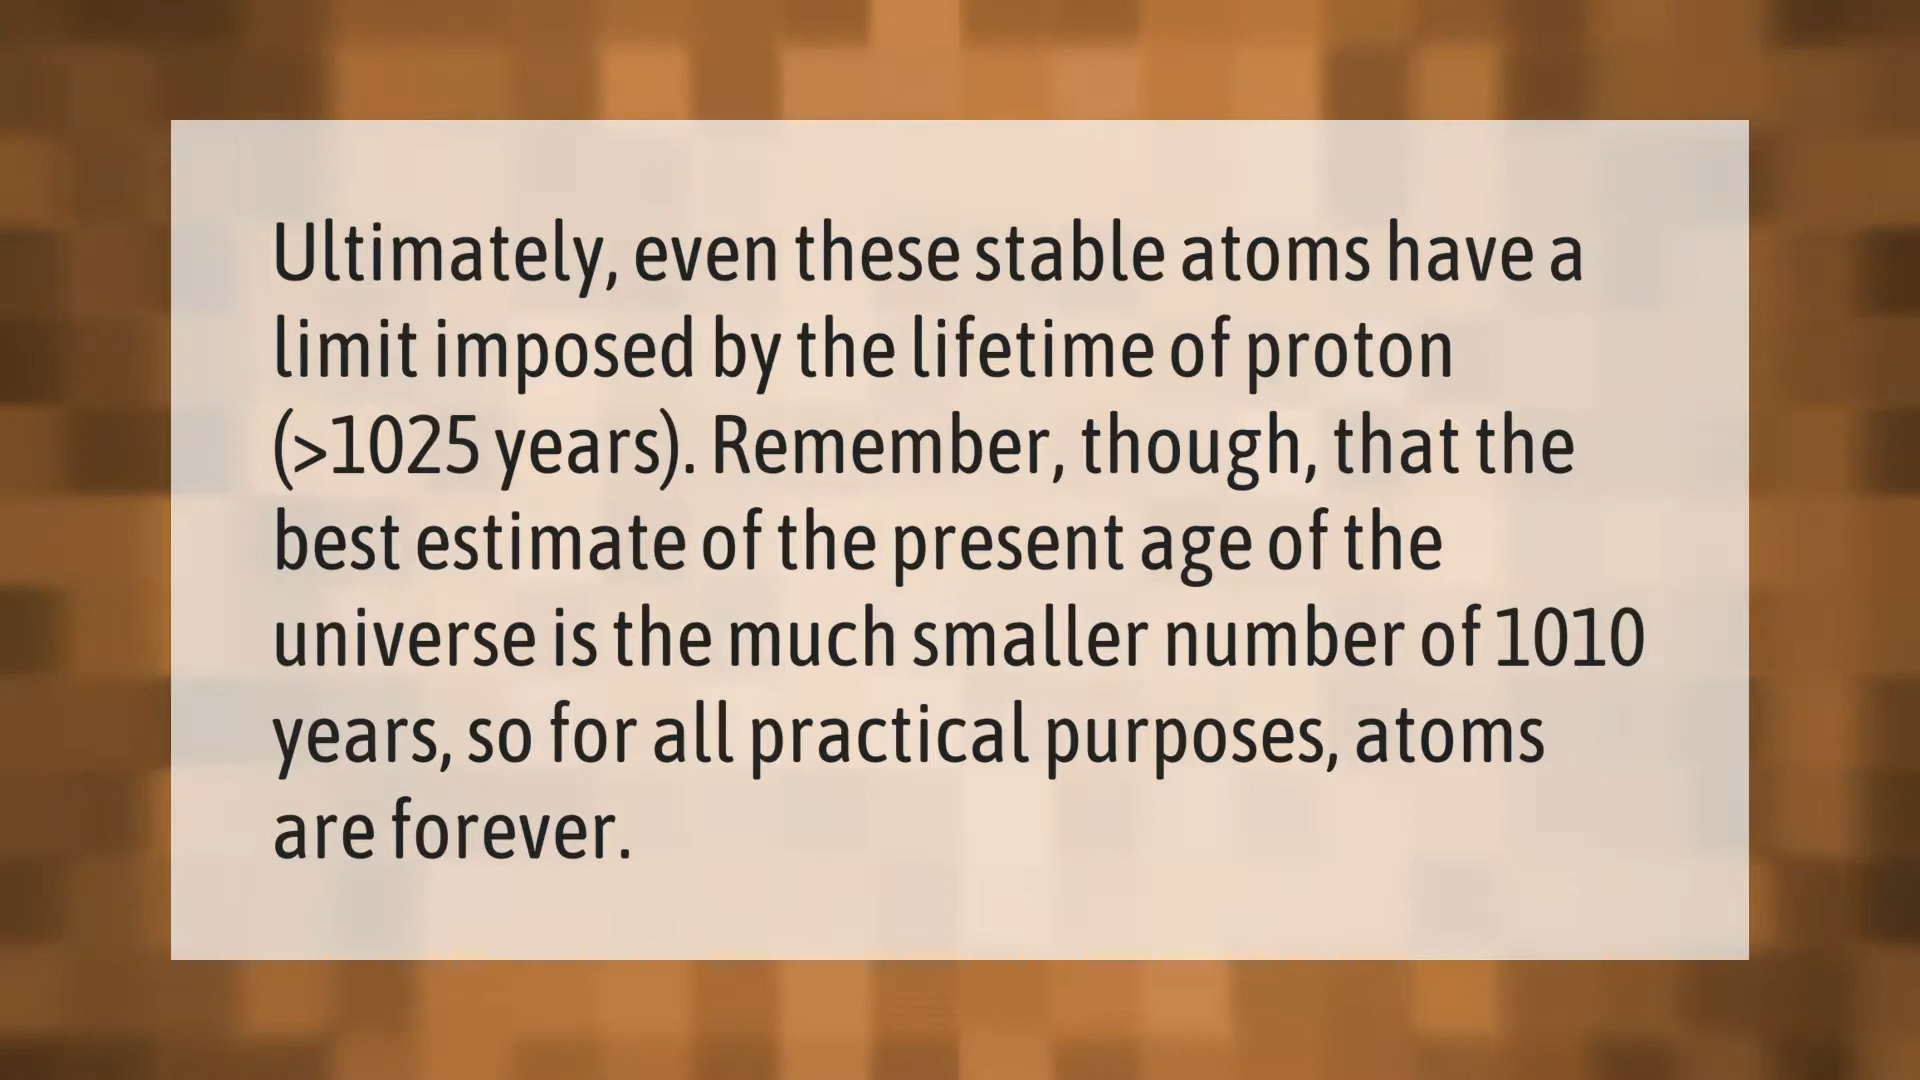 Ultimately, even these stable atoms have a
limit imposed by the lifetime of proton
(>1025 years). Remember, though, that the
best estimate of the present age of the
universe is the much smaller number of 1010
years, so for all practical purposes, atoms
are forever.